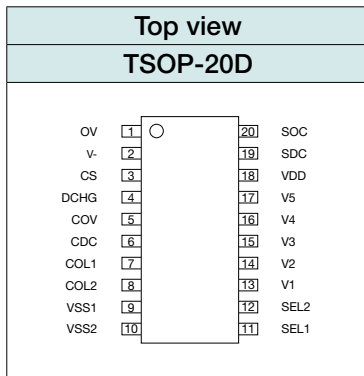 Top view
TSOP-20D
OV 1 20 SOC
V- 2 19 SDC
CS 3 18 VDD
DCHG 4 17 V5
COV 5 16 V4
CDC 6 15 V3
COL1 7 14 V2
COL2 8 13 V1
VSS1 9 12 SEL2
VSS2 10 11 SEL1